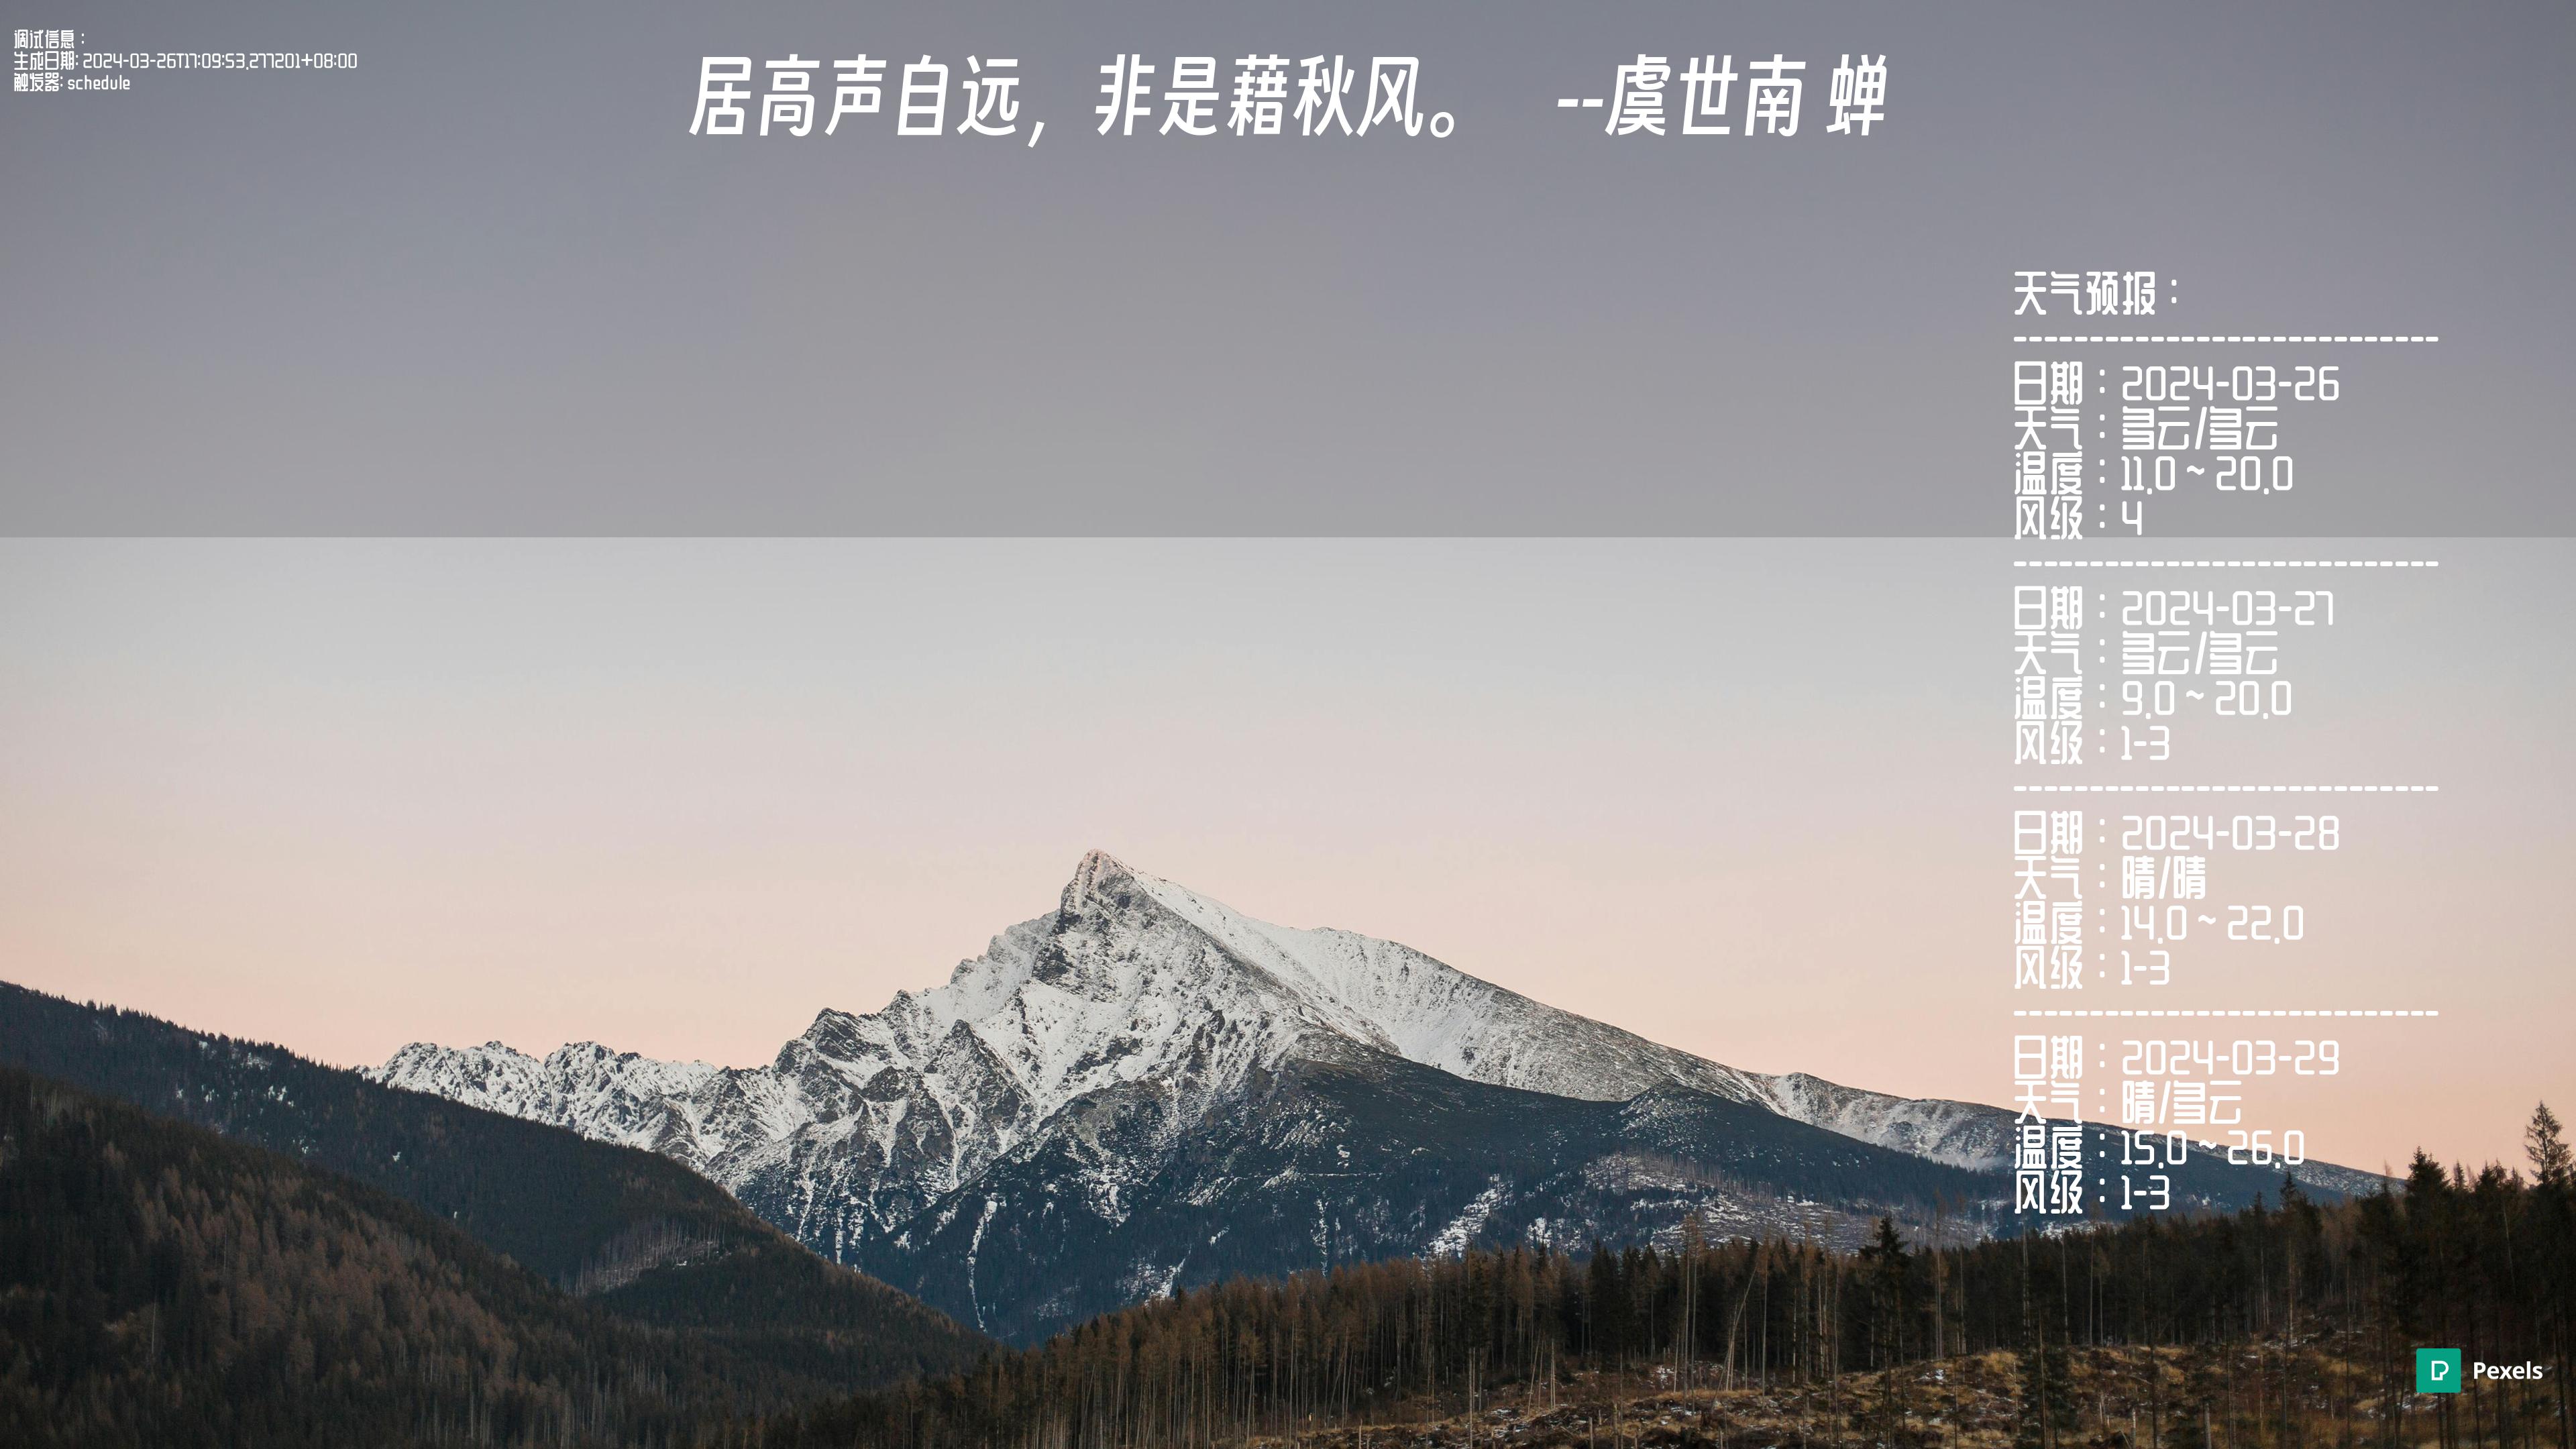 调试信息：
生成日期: 2024-03-26T17:09:53.277201+08:00
触发器: schedule
居高声自远，非是藉秋风。 --虞世南 蝉
天气预报：
----------------------------
日期：2024-03-26
天气：多云/多云
温度：11.0 ~ 20.0
风级：4
----------------------------
日期：2024-03-27
天气：多云/多云
温度：9.0 ~ 20.0
风级：1-3
----------------------------
日期：2024-03-28
天气：晴/晴
温度：14.0 ~ 22.0
风级：1-3
----------------------------
日期：2024-03-29
天气：晴/多云
温度：15.0 ~ 26.0
风级：1-3
Pexels